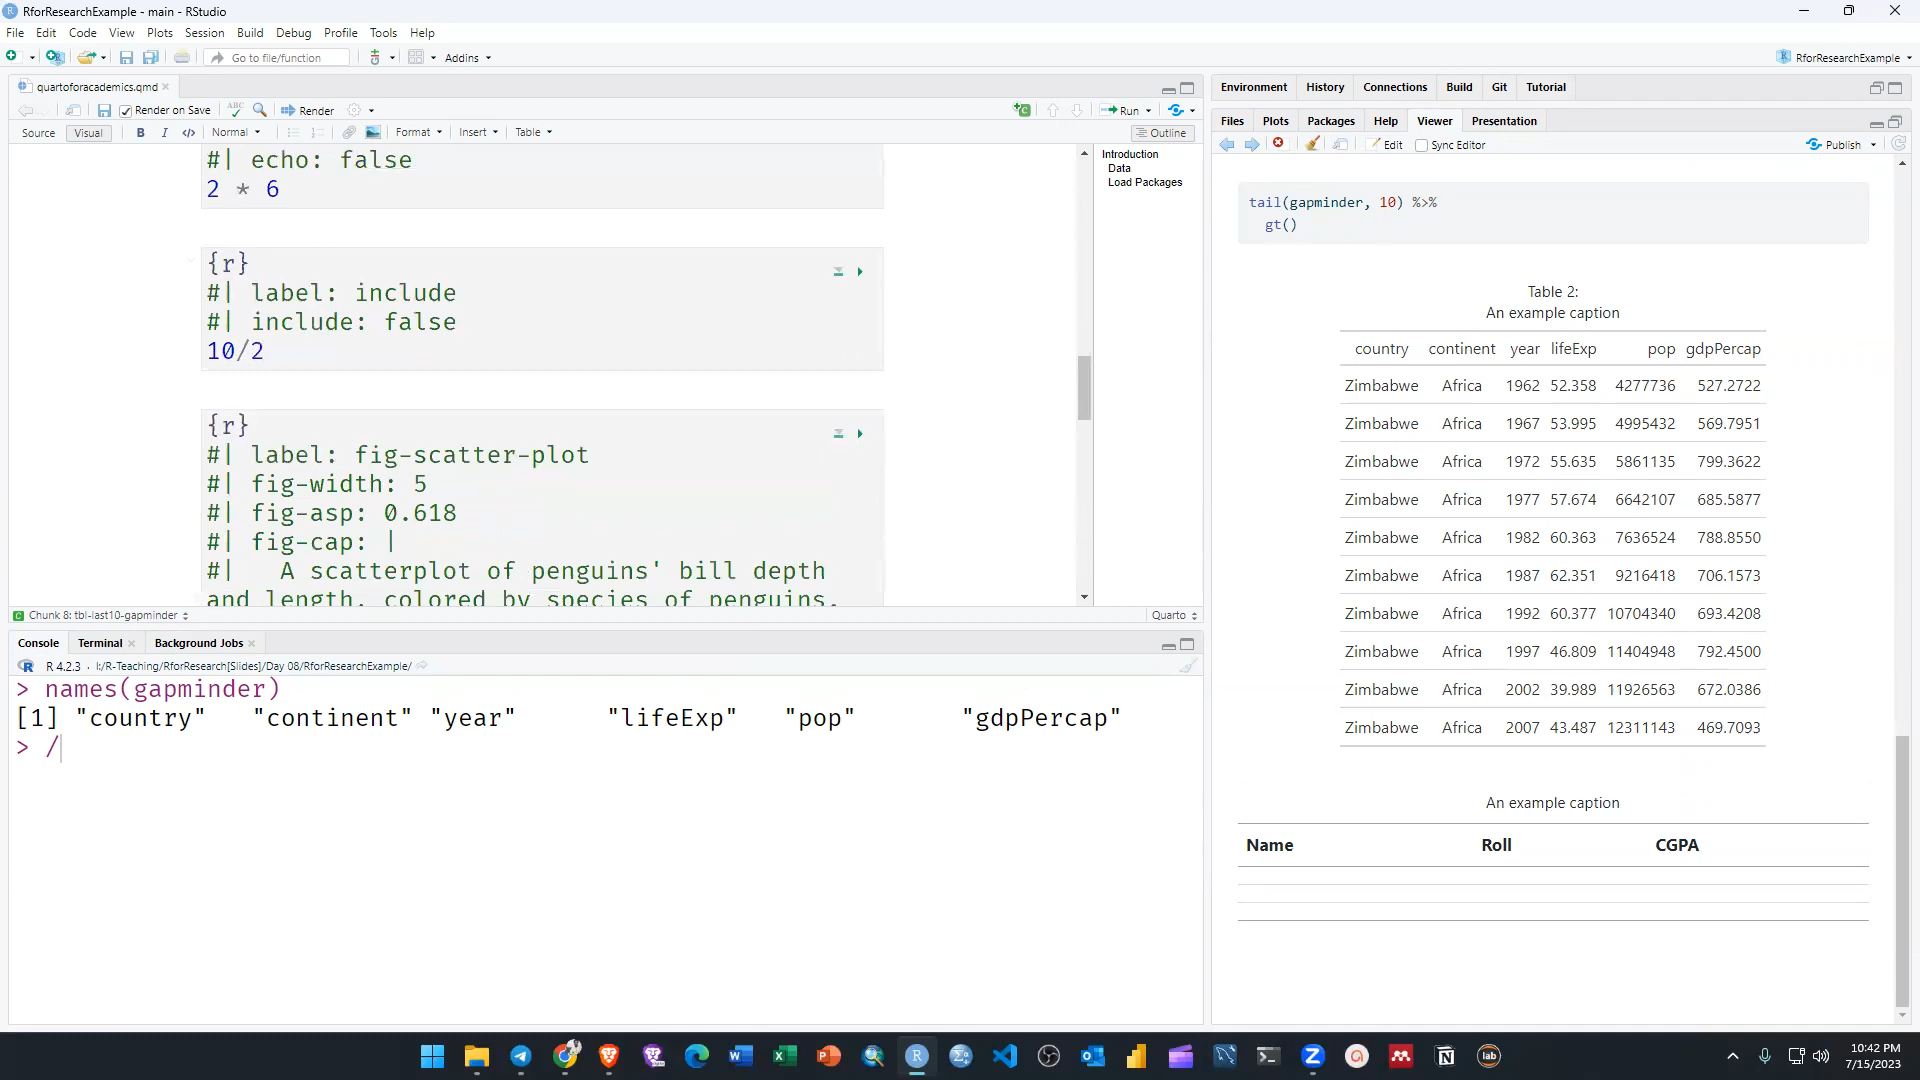 RforResearchExample - main - RStudio
File Edit Code View Plots Session Build Debug Profile Tools Help
Go to file/function Addins RforResearchExample
quartoforacademics.qmd
Render on Save ABC Render Run
Source Visual B I </> Normal Format Insert Table Outline
#| echo: false
2 * 6
{r}
#| label: include
#| include: false
10/2
{r}
#| label: fig-scatter-plot
#| fig-width: 5
#| fig-asp: 0.618
#| fig-cap: |
#|   A scatterplot of penguins' bill depth
and length, colored by species of penguins.
Introduction
Data
Load Packages
Chunk 8: tbl-last10-gapminder Quarto
Console Terminal Background Jobs
R 4.2.3 · I:/R-Teaching/RforResearch[Slides]/Day 08/RforResearchExample/
> names(gapminder)
[1] "country"   "continent" "year"      "lifeExp"   "pop"       "gdpPercap"
> /
Environment History Connections Build Git Tutorial
Files Plots Packages Help Viewer Presentation
Edit Sync Editor Publish
tail(gapminder, 10) %>%
gt()
Table 2:
An example caption
country continent year lifeExp pop gdpPercap
Zimbabwe Africa 1962 52.358 4277736 527.2722
Zimbabwe Africa 1967 53.995 4995432 569.7951
Zimbabwe Africa 1972 55.635 5861135 799.3622
Zimbabwe Africa 1977 57.674 6642107 685.5877
Zimbabwe Africa 1982 60.363 7636524 788.8550
Zimbabwe Africa 1987 62.351 9216418 706.1573
Zimbabwe Africa 1992 60.377 10704340 693.4208
Zimbabwe Africa 1997 46.809 11404948 792.4500
Zimbabwe Africa 2002 39.989 11926563 672.0386
Zimbabwe Africa 2007 43.487 12311143 469.7093
An example caption
Name Roll CGPA
lab
10:42 PM
7/15/2023